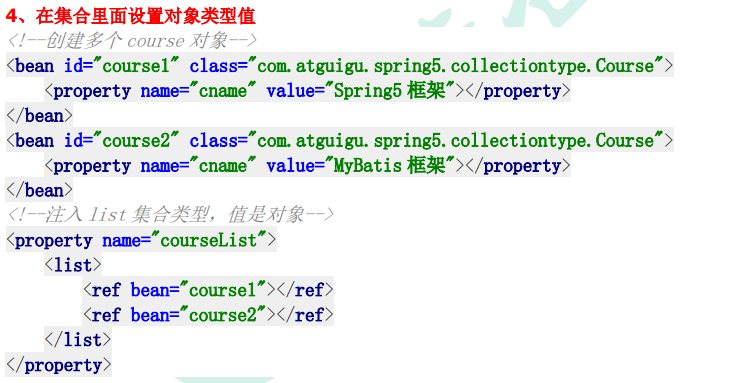 4、在集合里面设置对象类型值
<!--创建多个 course 对象-->
<bean id="course1" class="com.atguigu.spring5.collectiontype.Course">
    <property name="cname" value="Spring5 框架"></property>
</bean>
<bean id="course2" class="com.atguigu.spring5.collectiontype.Course">
    <property name="cname" value="MyBatis 框架"></property>
</bean>
<!--注入 list 集合类型，值是对象-->
<property name="courseList">
    <list>
        <ref bean="course1"></ref>
        <ref bean="course2"></ref>
    </list>
</property>